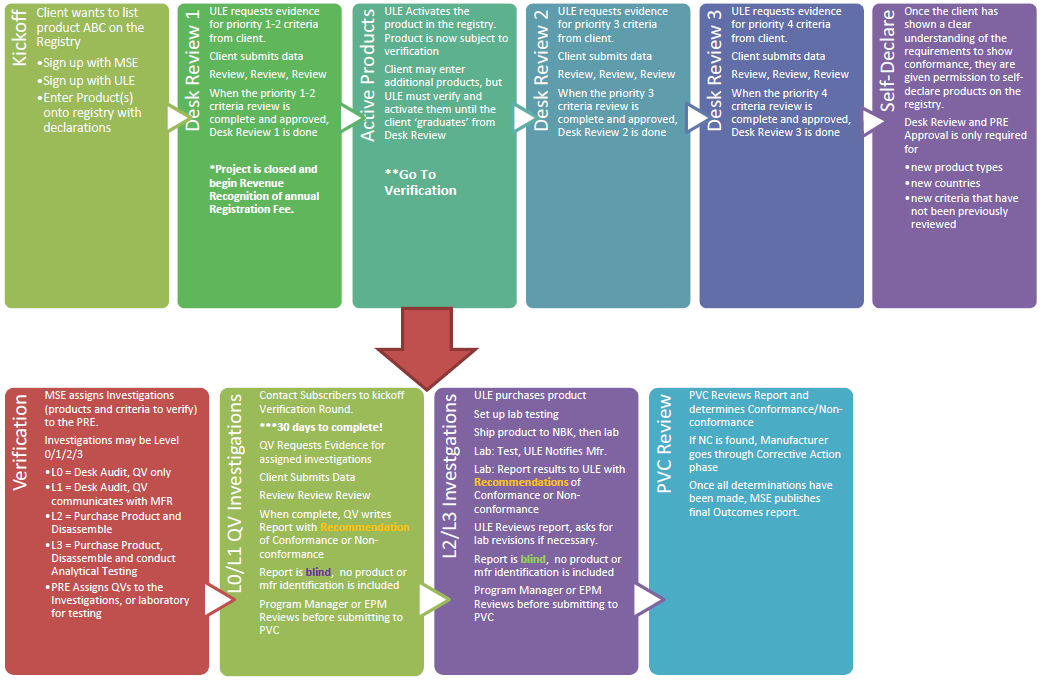 Kickoff
Client wants to list
product ABC on the
Registry
•Sign up with MSE
•Sign up with ULE
•Enter Product(s)
onto registry with
declarations
Desk Review 1
ULE requests evidence
for priority 1-2 criteria
from client.
Client submits data
Review, Review, Review
When the priority 1-2
criteria review is
complete and approved,
Desk Review 1 is done
*Project is closed and
begin Revenue
Recognition of annual
Registration Fee.
Active Products
ULE Activates the
product in the registry.
Product is now subject to
verification
Client may enter
additional products, but
ULE must verify and
activate them until the
client ‘graduates’ from
Desk Review
**Go To
Verification
Desk Review 2
ULE requests evidence
for priority 3 criteria
from client.
Client submits data
Review, Review, Review
When the priority 3
criteria review is
complete and approved,
Desk Review 2 is done
Desk Review 3
ULE requests evidence
for priority 4 criteria
from client.
Client submits data
Review, Review, Review
When the priority 4
criteria review is
complete and approved,
Desk Review 3 is done
Self-Declare
Once the client has
shown a clear
understanding of the
requirements to show
conformance, they are
given permission to self-
declare products on the
registry.
Desk Review and PRE
Approval is only required
for
•new product types
•new countries
•new criteria that have
not been previously
reviewed
Verification
MSE assigns Investigations
(products and criteria to verify)
to the PRE.
Investigations may be Level
0/1/2/3
•L0 = Desk Audit, QV only
•L1 = Desk Audit, QV
communicates with MFR
•L2 = Purchase Product and
Disassemble
•L3 = Purchase Product,
Disassemble and conduct
Analytical Testing
•PRE Assigns QVs to the
Investigations, or laboratory
for testing
L0/L1 QV Investigations
Contact Subscribers to kickoff
Verification Round.
***30 days to complete!
QV Requests Evidence for
assigned investigations
Client Submits Data
Review Review Review
When complete, QV writes
Report with Recommendation
of Conformance or Non-
conformance
Report is blind, no product or
mfr identification is included
Program Manager or EPM
Reviews before submitting to
PVC
L2/L3 Investgations
ULE purchases product
Set up lab testing
Ship product to NBK, then lab
Lab: Test, ULE Notifies Mfr.
Lab: Report results to ULE with
Recommendations of
Conformance or Non-
conformance
ULE Reviews report, asks for
lab revisions if necessary.
Report is blind, no product or
mfr identification is included
Program Manager or EPM
Reviews before submitting to
PVC
PVC Review
PVC Reviews Report and
determines Conformance/Non-
conformance
If NC is found, Manufacturer
goes through Corrective Action
phase
Once all determinations have
been made, MSE publishes
final Outcomes report.